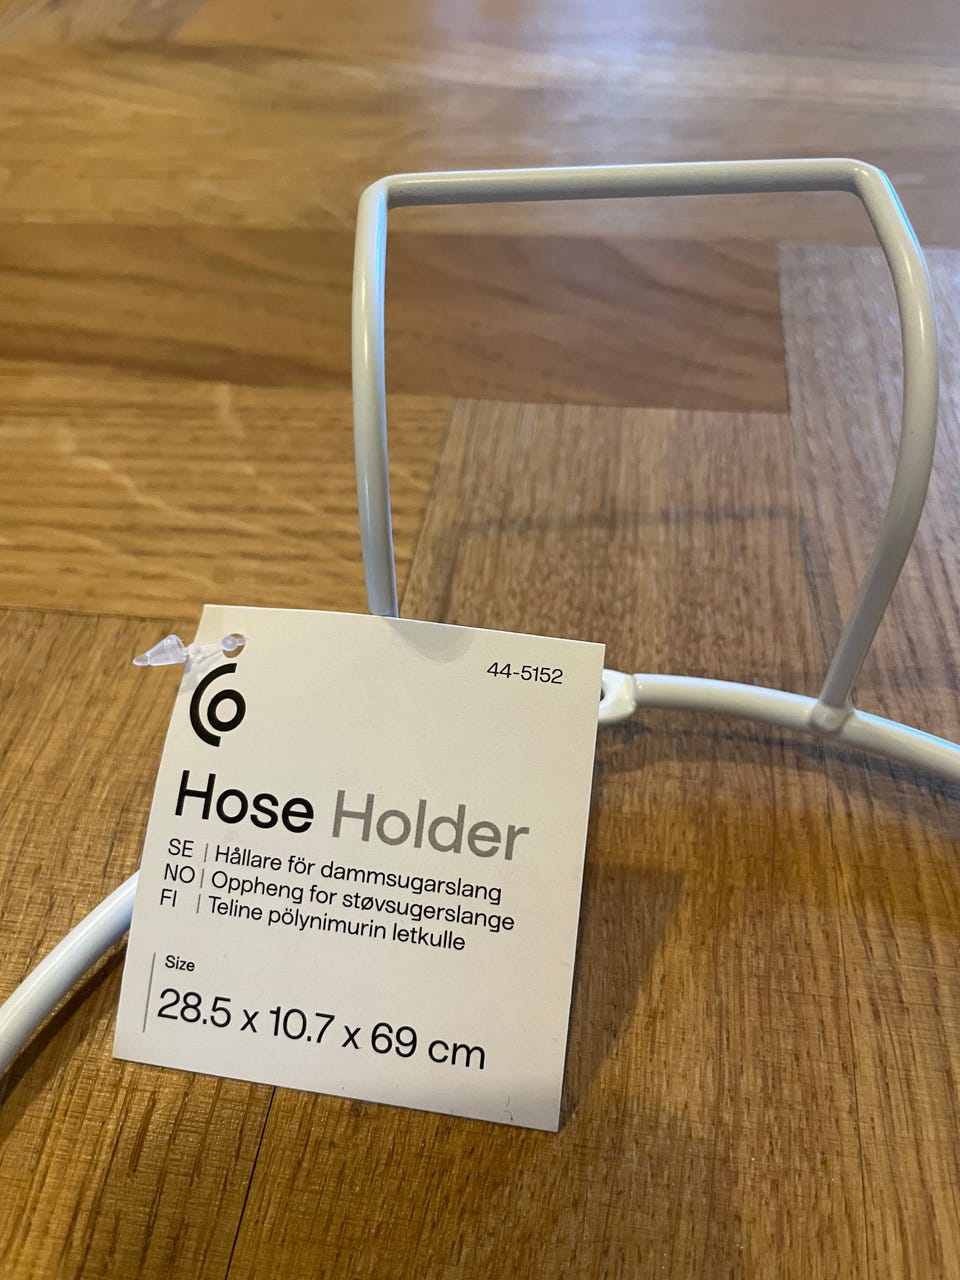 44-5152
Co
Hose Holder
SE | Hållare för dammsugarslang
NO | Oppheng for støvsugerslange
FI | Teline pölynimurin letkulle
Size
28.5 x 10.7 x 69 cm